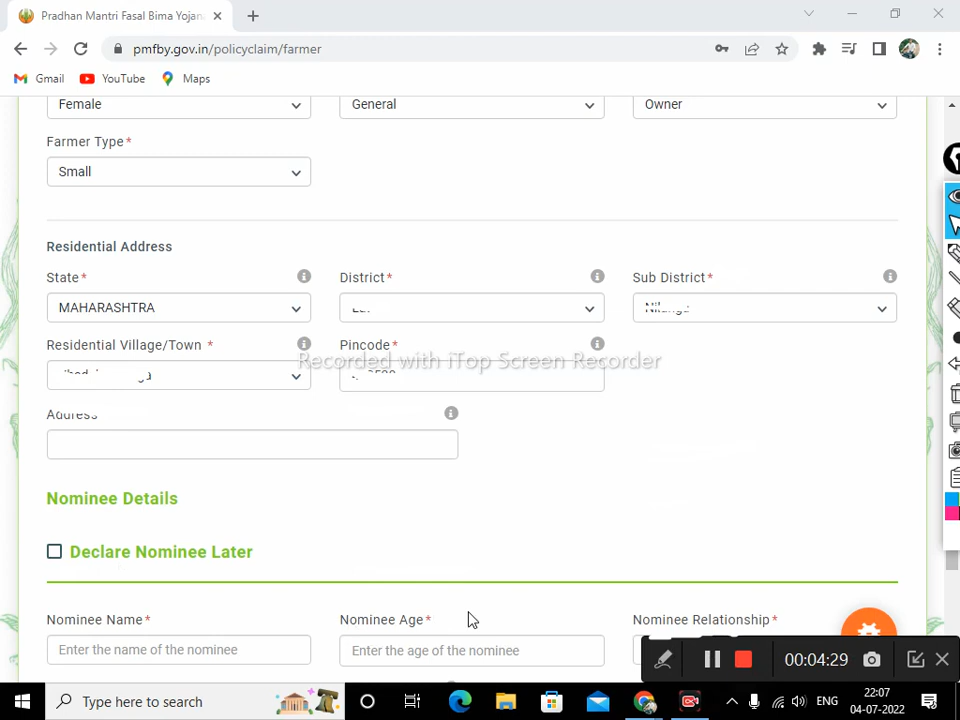 Pradhan Mantri Fasal Bima Yojan
pmfby.gov.in/policyclaim/farmer
Gmail YouTube Maps
Female General Owner
Farmer Type*
Small
Residential Address
State* District* Sub District*
MAHARASHTRA
Residential Village/Town * Pincode*
Recorded with iTop Screen Recorder
Address
Nominee Details
Declare Nominee Later
Nominee Name* Nominee Age* Nominee Relationship*
Enter the name of the nominee Enter the age of the nominee
00:04:29
Type here to search
ENG
22:07
04-07-2022